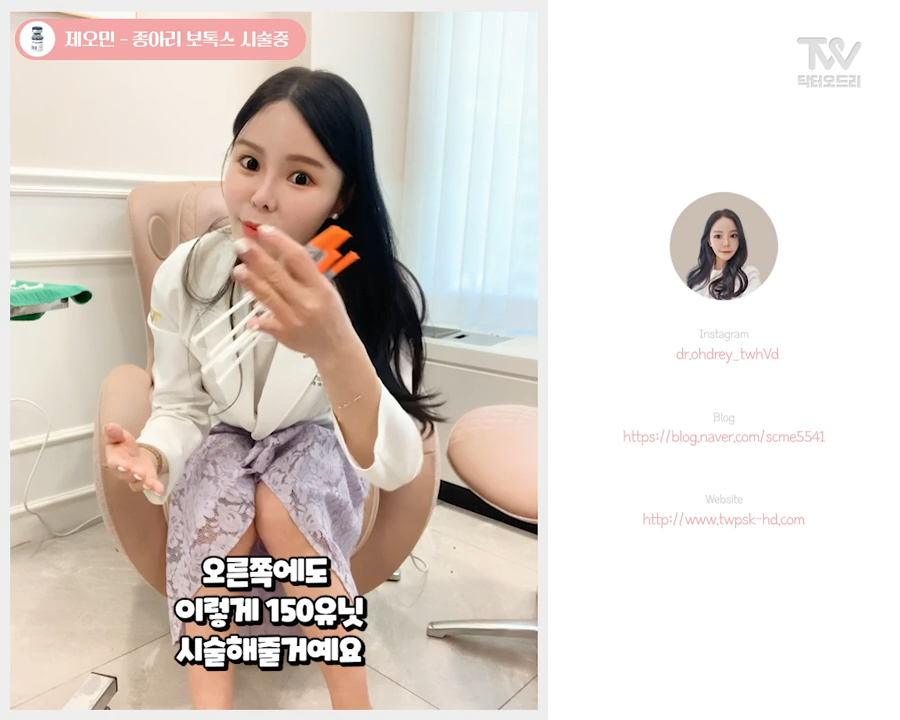 제오민 - 종아리 보톡스 시술중
TW
닥터오드리
Instagram
dr.ohdrey_twhVd
Blog
https://blog.naver.com/scme5541
Website
http://www.twpsk-hd.com
오른쪽에도
이렇게 150유닛
시술해줄거예요